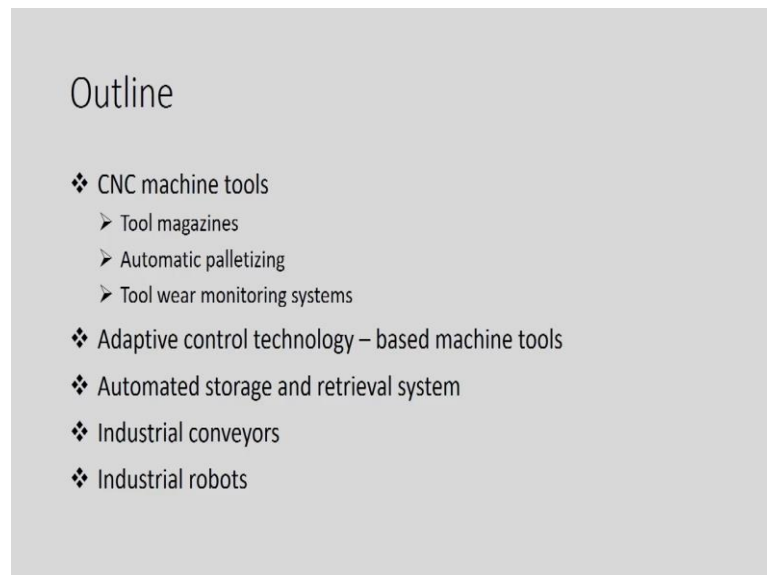 Outline
❖ CNC machine tools
➢ Tool magazines
➢ Automatic palletizing
➢ Tool wear monitoring systems
❖ Adaptive control technology – based machine tools
❖ Automated storage and retrieval system
❖ Industrial conveyors
❖ Industrial robots